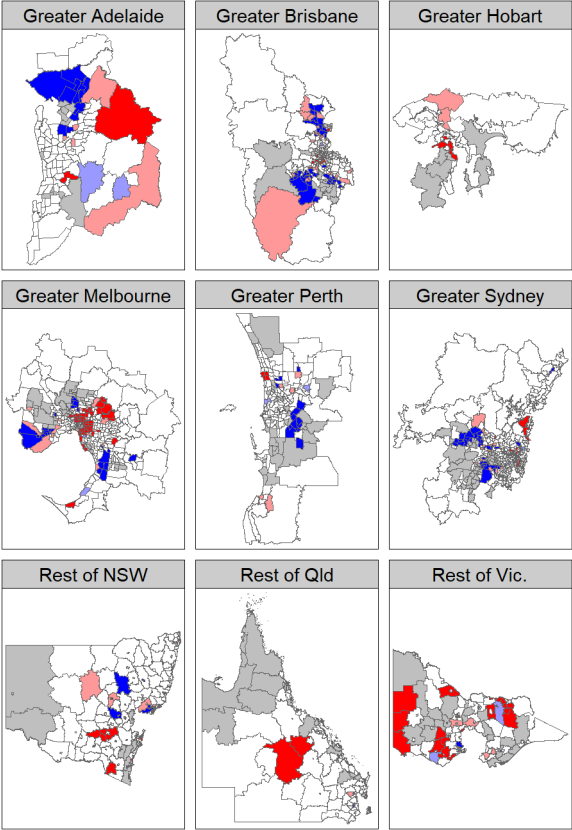 Greater Adelaide
Greater Brisbane
Greater Hobart
Greater Melbourne
Greater Perth
Greater Sydney
Rest of NSW
Rest of Qld
Rest of Vic.